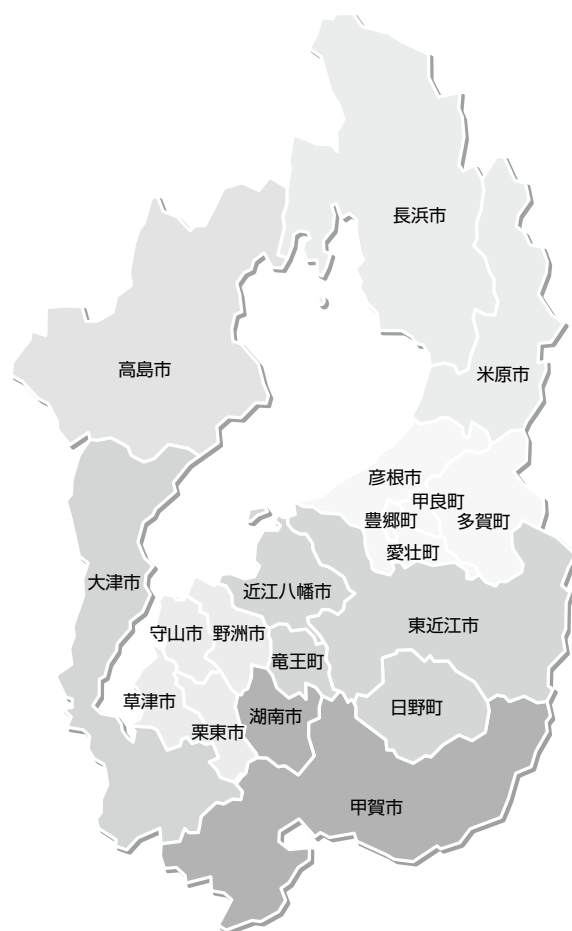 長浜市
高島市
米原市
彦根市
甲良町
豊郷町
多賀町
愛壮町
大津市
近江八幡市
守山市
野洲市
東近江市
竜王町
草津市
日野町
湖南市
栗東市
甲賀市